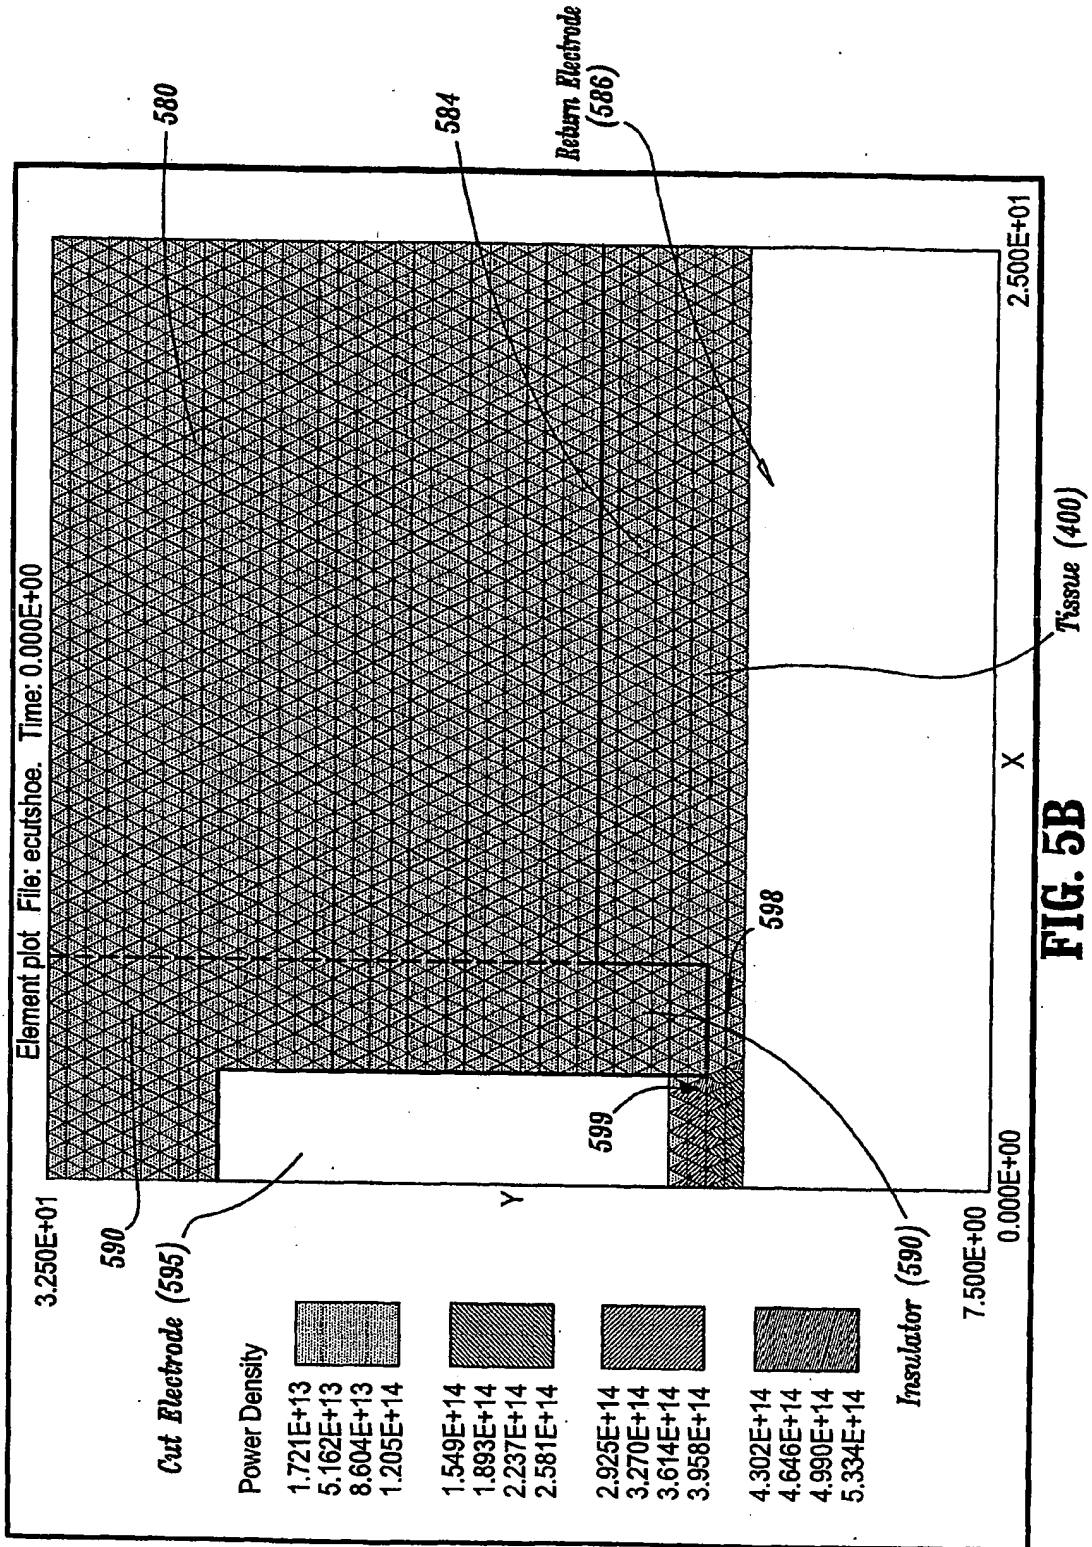 Element plot File: ecutshoe. Time: 0.000E+00
3.250E+01
590
Cut Electrode (595)
Power Density
1.721E+13
5.162E+13
8.604E+13
1.205E+14
1.549E+14
1.893E+14
2.237E+14
2.581E+14
2.925E+14
3.270E+14
3.614E+14
3.958E+14
4.302E+14
4.646E+14
4.990E+14
5.334E+14
Insulator (590)
Y
599
598
580
584
Return Electrode
(586)
7.500E+00
0.000E+00
X
2.500E+01
Tissue (400)
FIG. 5B